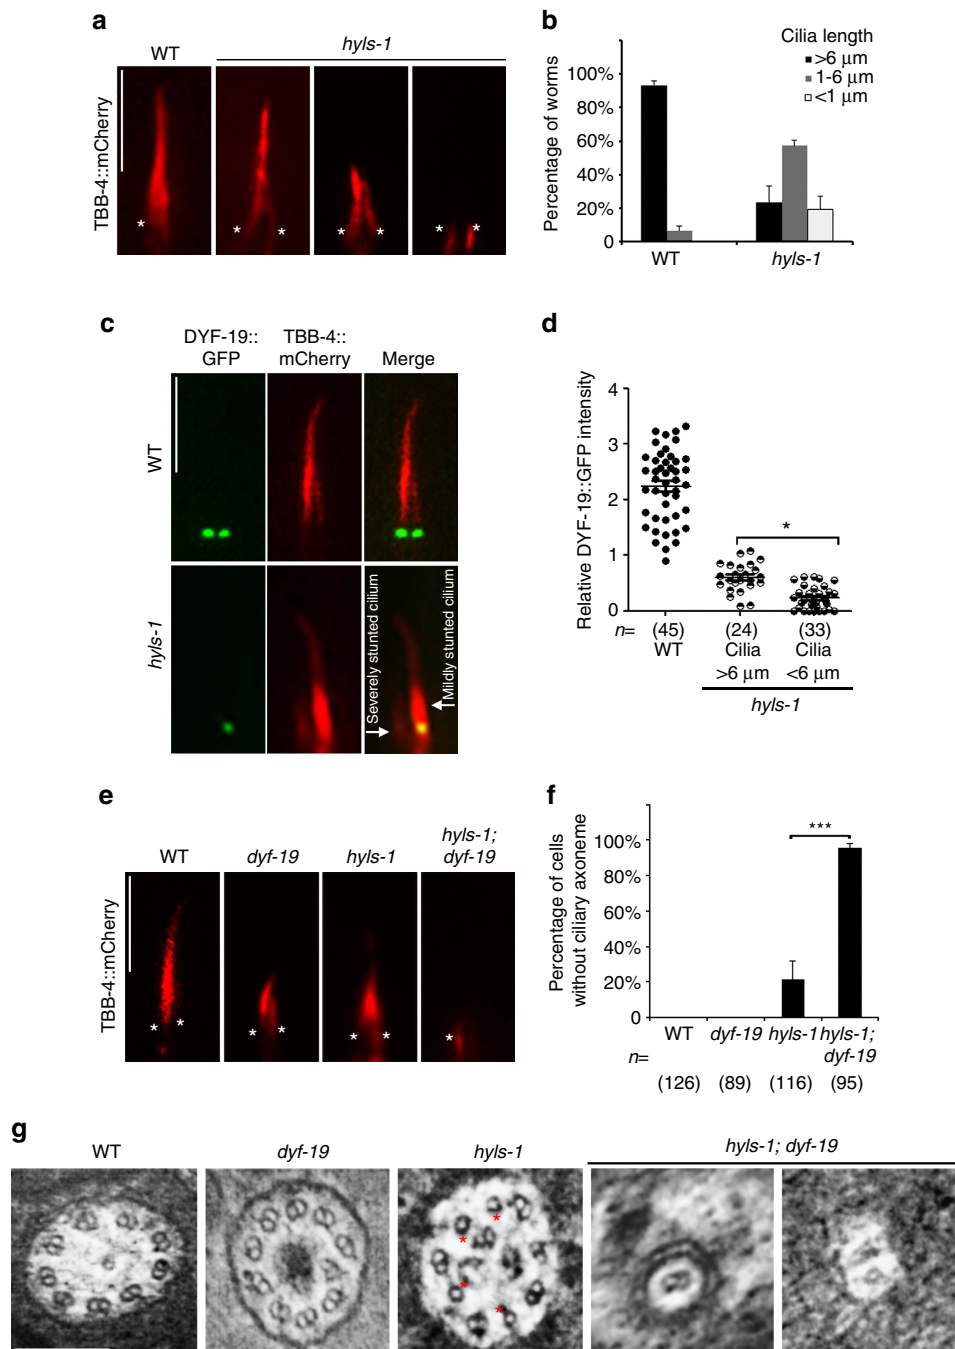 a
WT
hyls-1
TBB-4::mCherry
* * * * * * *
b
Cilia length
>6 μm
1-6 μm
<1 μm
Percentage of worms
100%
80%
60%
40%
20%
0
WT
hyls-1
c
DYF-19::
GFP
TBB-4::
mCherry
Merge
WT
hyls-1
Severely stunted cilium
Mildly stunted cilium
d
Relative DYF-19::GFP intensity
4
3
2
1
0
*
n= (45) (24) (33)
WT Cilia Cilia
>6 μm <6 μm
hyls-1
e
WT dyf-19 hyls-1 hyls-1;
dyf-19
TBB-4::mCherry
* * * * * * *
f
Percentage of cells
without ciliary axoneme
100%
80%
60%
40%
20%
0
***
WT dyf-19 hyls-1 hyls-1;
dyf-19
n=
(126) (89) (116) (95)
g
WT dyf-19 hyls-1 hyls-1; dyf-19
* * * *